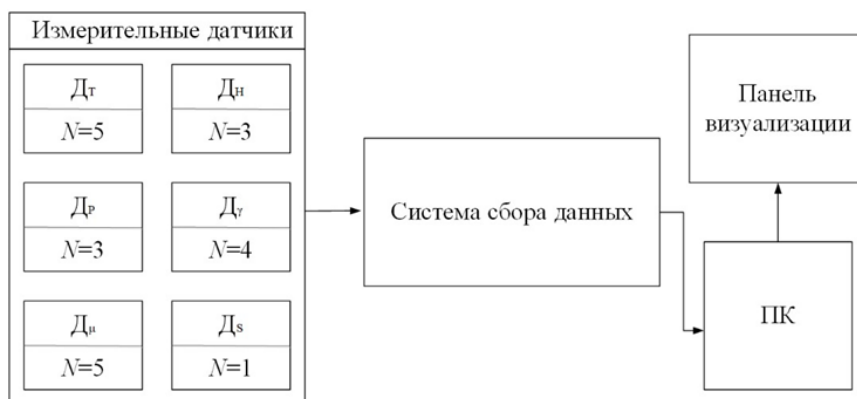 Измерительные датчики
Дт Дн
N=5 N=3
Др Дγ
N=3 N=4
Дμ Дs
N=5 N=1
Система сбора данных
Панель
визуализации
ПК